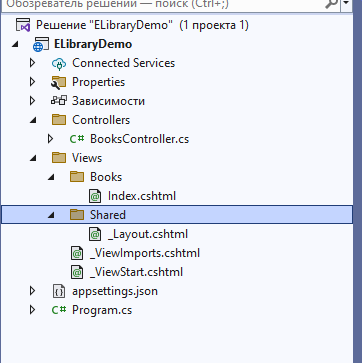 Обозреватель решений — поиск (Ctrl+;)
Решение "ELibraryDemo" (1 проекта 1)
ELibraryDemo
Connected Services
Properties
Зависимости
Controllers
C# BooksController.cs
Views
Books
Index.cshtml
Shared
_Layout.cshtml
_ViewImports.cshtml
_ViewStart.cshtml
appsettings.json
C# Program.cs